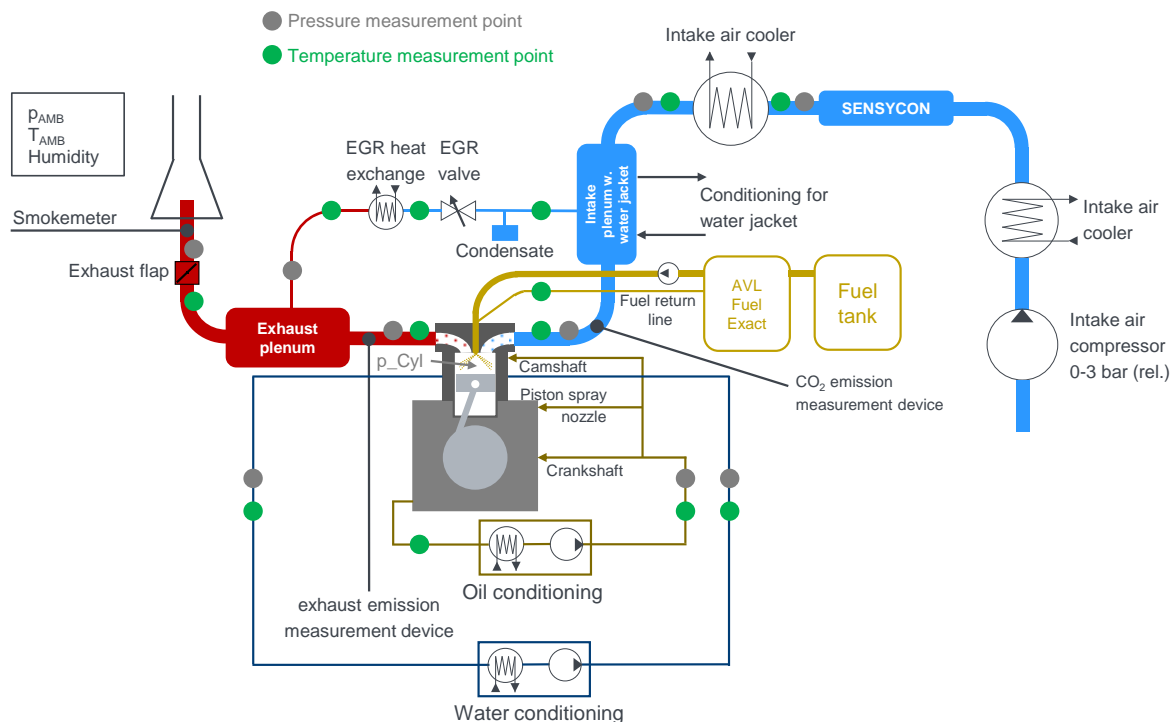 Pressure measurement point
Temperature measurement point
Intake air cooler
p_AMB
T_AMB
Humidity
SENSYCON
EGR heat
exchange
EGR
valve
Intake
plenum w.
water jacket
Conditioning for
water jacket
Intake air
cooler
Smokemeter
Condensate
Exhaust flap
Fuel return
line
AVL
Fuel
Exact
Fuel
tank
Exhaust
plenum
Intake air
compressor
0-3 bar (rel.)
p_Cyl
Camshaft
CO₂ emission
measurement device
Piston spray
nozzle
Crankshaft
Oil conditioning
exhaust emission
measurement device
Water conditioning